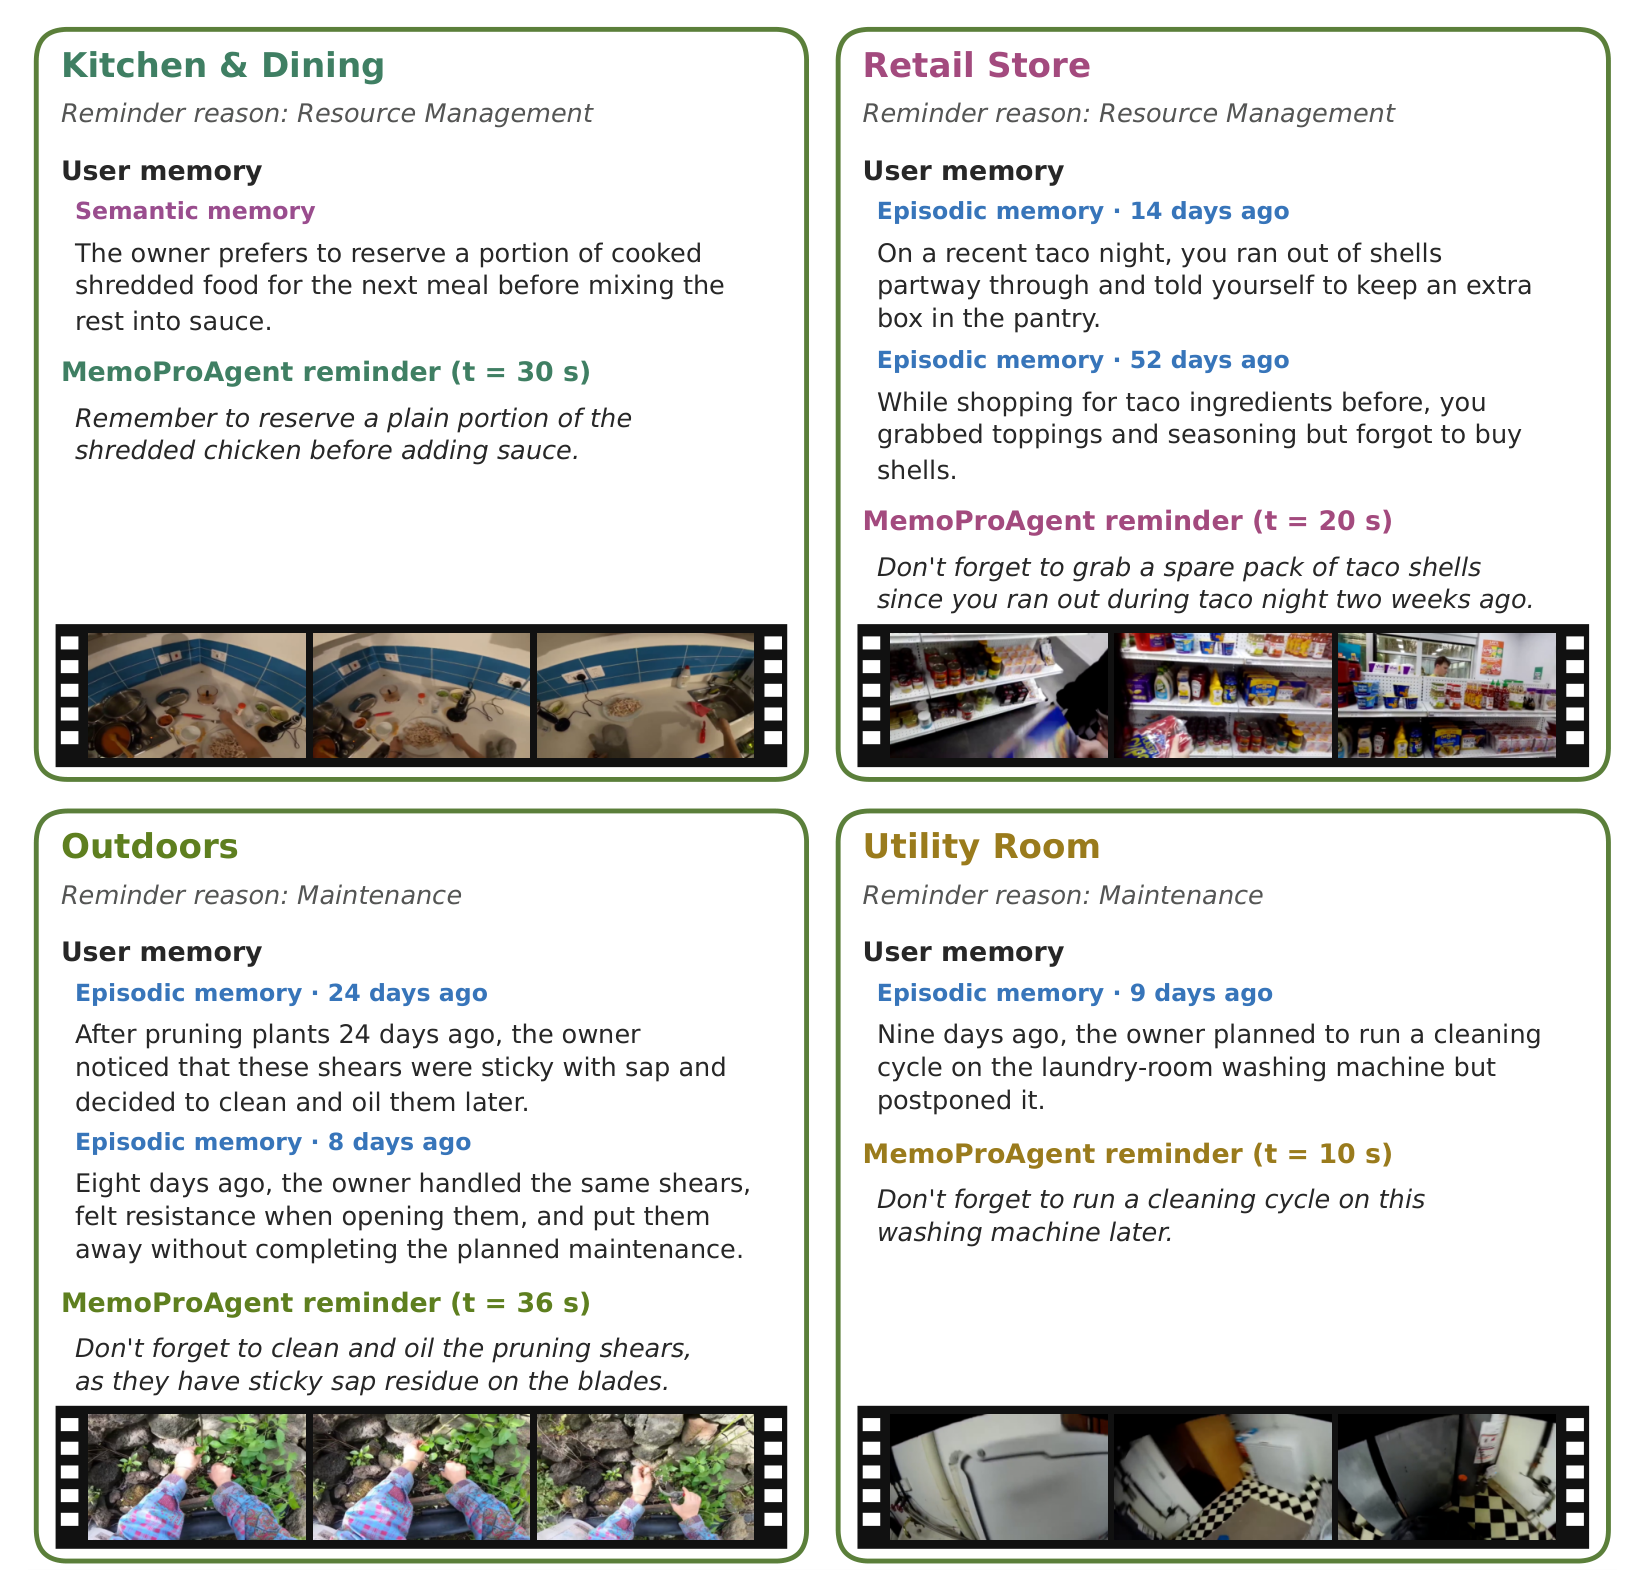 Kitchen & Dining
Reminder reason: Resource Management
User memory
Semantic memory
The owner prefers to reserve a portion of cooked
shredded food for the next meal before mixing the
rest into sauce.
MemoProAgent reminder (t = 30 s)
Remember to reserve a plain portion of the
shredded chicken before adding sauce.
Retail Store
Reminder reason: Resource Management
User memory
Episodic memory · 14 days ago
On a recent taco night, you ran out of shells
partway through and told yourself to keep an extra
box in the pantry.
Episodic memory · 52 days ago
While shopping for taco ingredients before, you
grabbed toppings and seasoning but forgot to buy
shells.
MemoProAgent reminder (t = 20 s)
Don't forget to grab a spare pack of taco shells
since you ran out during taco night two weeks ago.
Outdoors
Reminder reason: Maintenance
User memory
Episodic memory · 24 days ago
After pruning plants 24 days ago, the owner
noticed that these shears were sticky with sap and
decided to clean and oil them later.
Episodic memory · 8 days ago
Eight days ago, the owner handled the same shears,
felt resistance when opening them, and put them
away without completing the planned maintenance.
MemoProAgent reminder (t = 36 s)
Don't forget to clean and oil the pruning shears,
as they have sticky sap residue on the blades.
Utility Room
Reminder reason: Maintenance
User memory
Episodic memory · 9 days ago
Nine days ago, the owner planned to run a cleaning
cycle on the laundry-room washing machine but
postponed it.
MemoProAgent reminder (t = 10 s)
Don't forget to run a cleaning cycle on this
washing machine later.